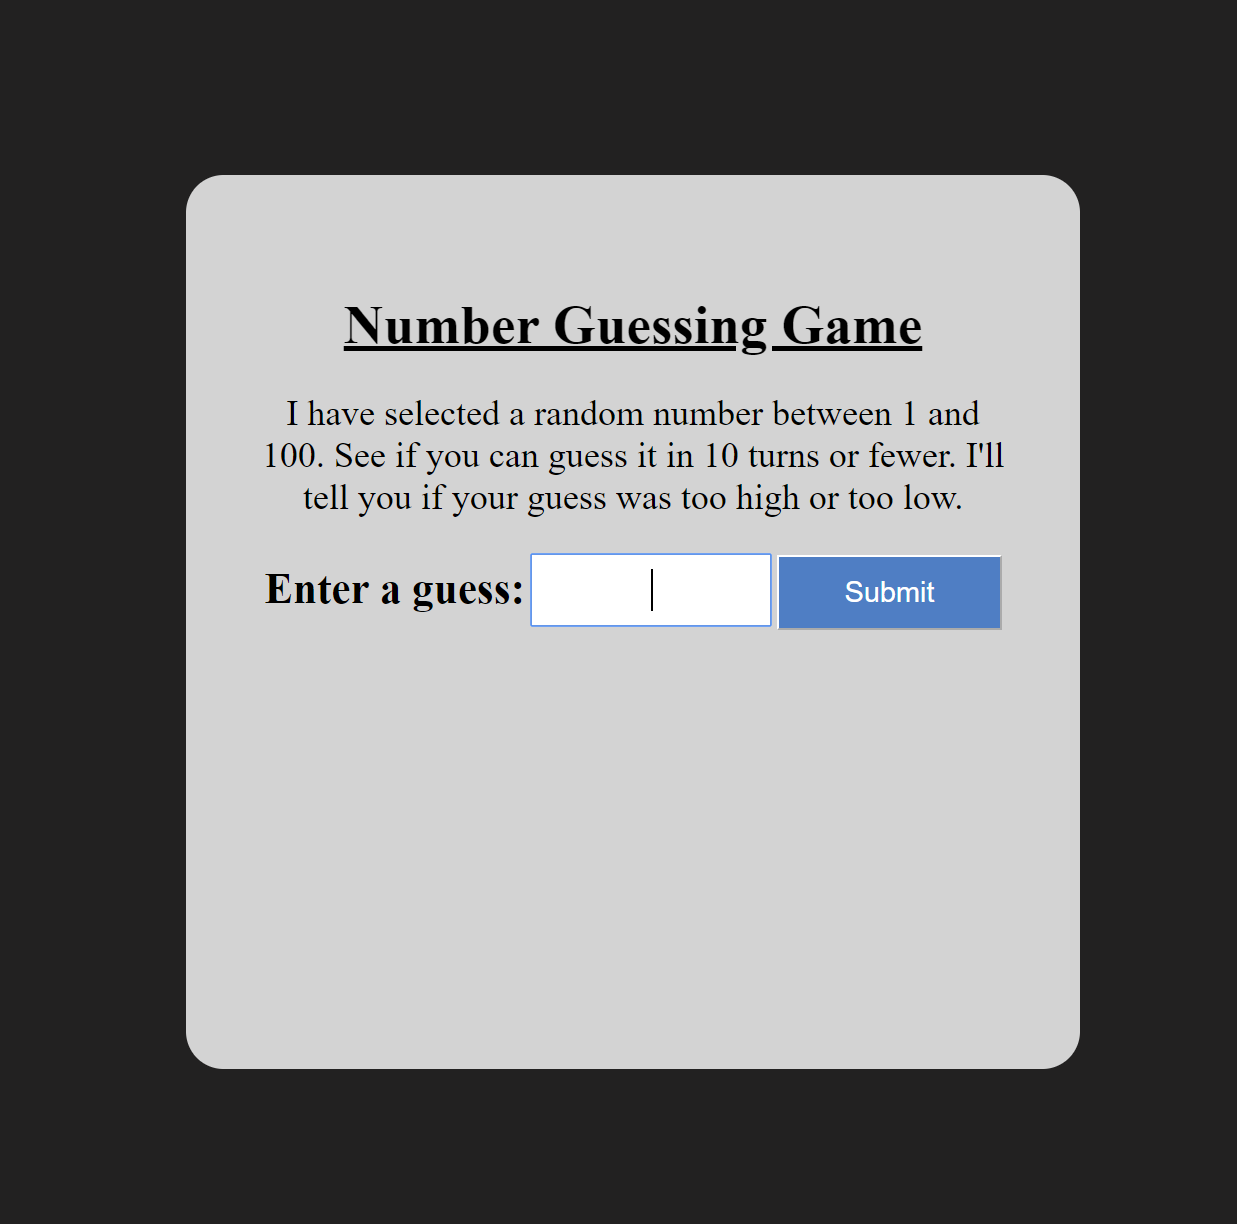 Number Guessing Game
I have selected a random number between 1 and
100. See if you can guess it in 10 turns or fewer. I'll
tell you if your guess was too high or too low.
Enter a guess: Submit